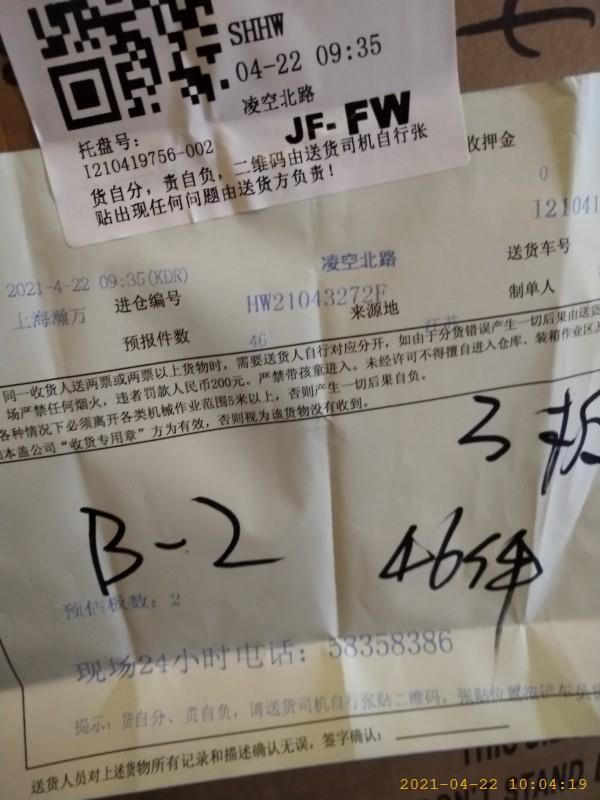 SHHW
04-22 09:35
凌空北路
JF-FW
托盘号:
I210419756-002
货自分，责自负，二维码由送货司机自行张
贴出现任何问题由送货方负责!
收押金
0
I21041
2021-4-22 09:35(KDR)
凌空北路
送货车号
上海瀚万
进仓编号
HW21043272F
来源地
制单人
预报件数
46
同一收货人送两票或两票以上货物时，需要送货人自行对应分开，如由于分货错误产生一切后果由送货
场严禁任何烟火，违者罚款人民币200元。严禁带孩童进入。未经许可不得擅自进入仓库、装箱作业区及
各种情况下必须离开各类机械作业范围5米以上，否则产生一切后果自负。
本盖公司“收货专用章”方为有效，否则视为该货物没有收到。
3板
B-2
46件
预估板数: 2
现场24小时电话: 58358386
提示: 货自分、责自负，请送货司机自行张贴二维码，张贴位置按铲车员
送货人员对上述货物所有记录和描述确认无误，签字确认:
2021-04-22 10:04:19